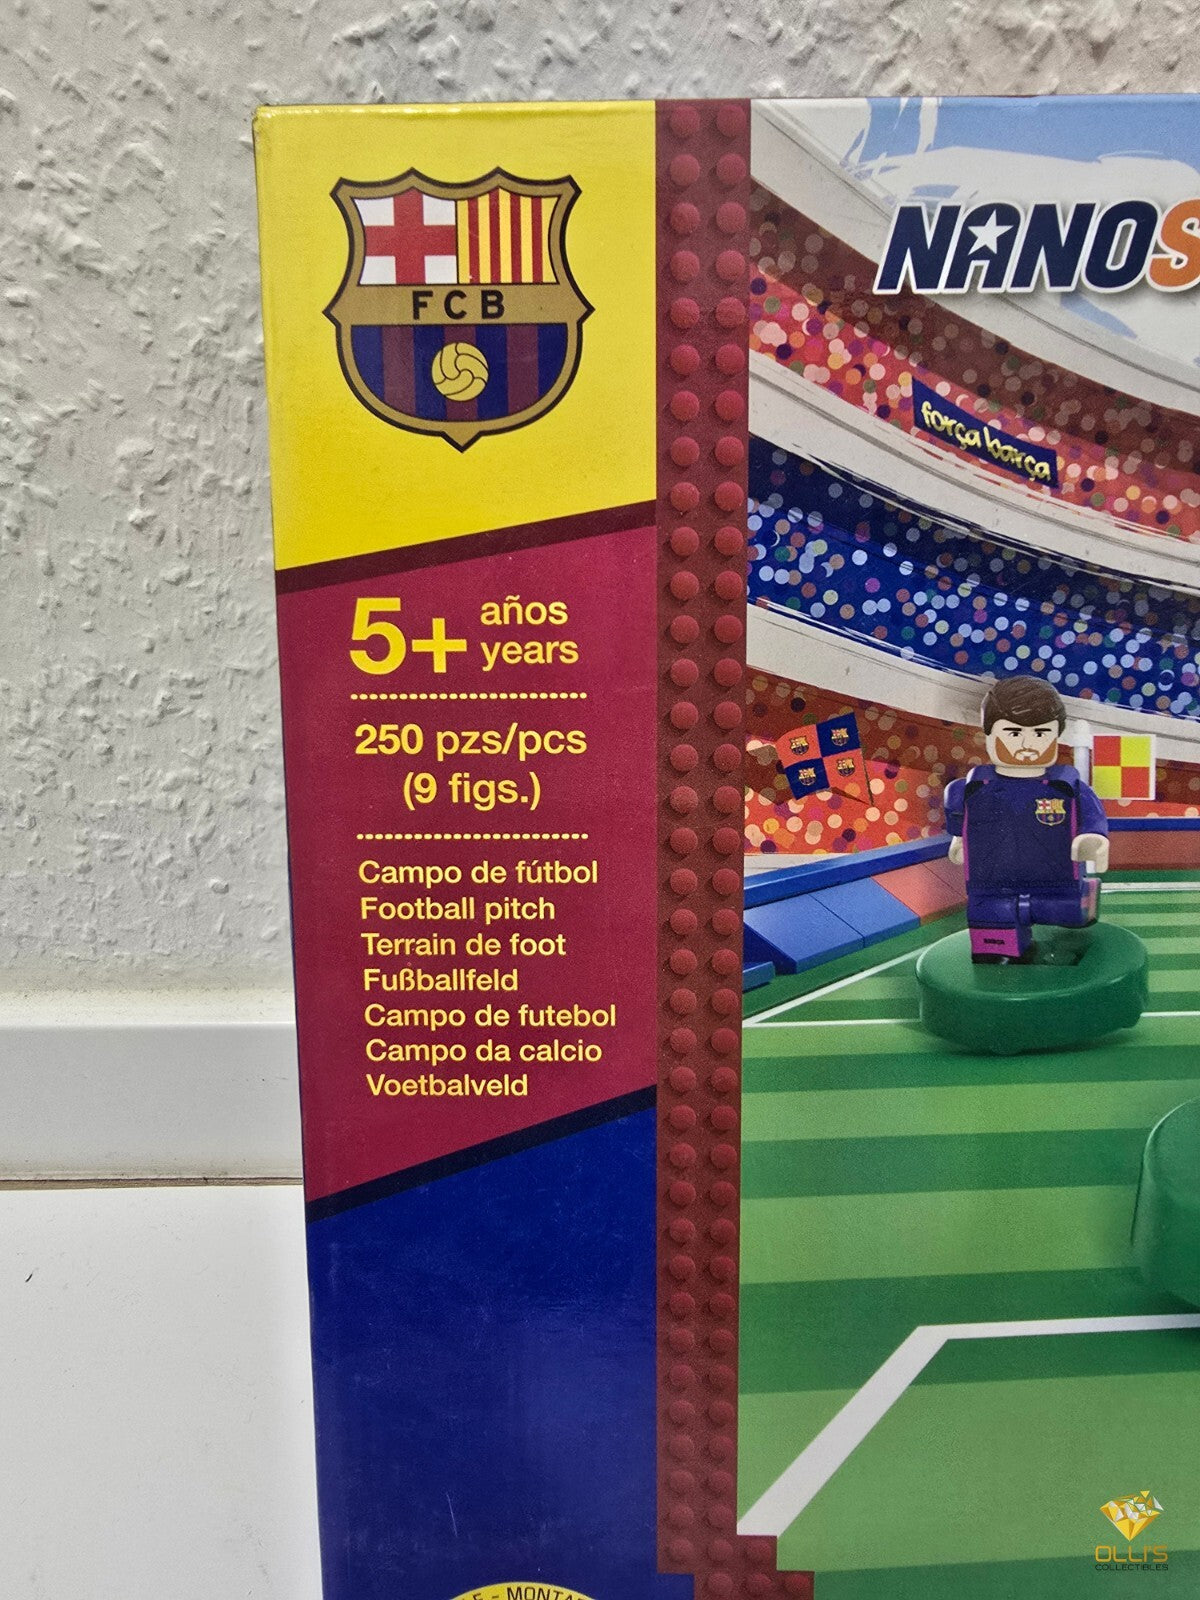 FCB
NANOS
força barça
5+ años
years
250 pzs/pcs
(9 figs.)
Campo de fútbol
Football pitch
Terrain de foot
Fußballfeld
Campo de futebol
Campo da calcio
Voetbalveld
BARÇA
OLLI'S
COLLECTIBLES